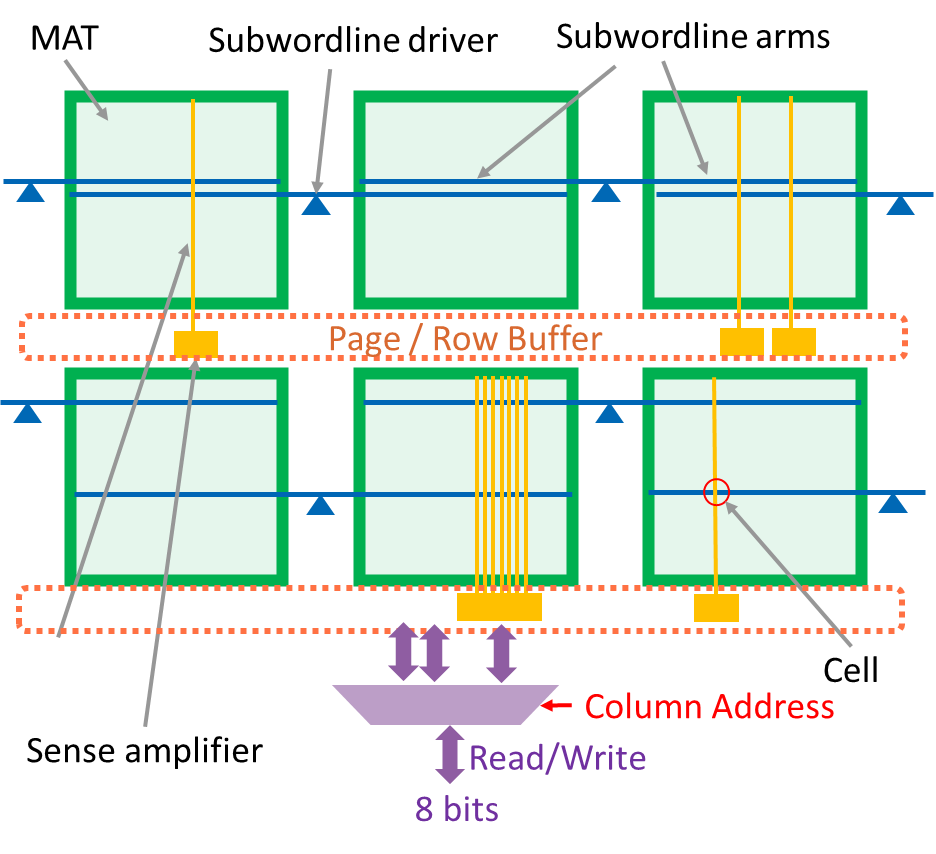 MAT
Subwordline driver
Subwordline arms
Page / Row Buffer
Cell
Column Address
Sense amplifier
Read/Write
8 bits